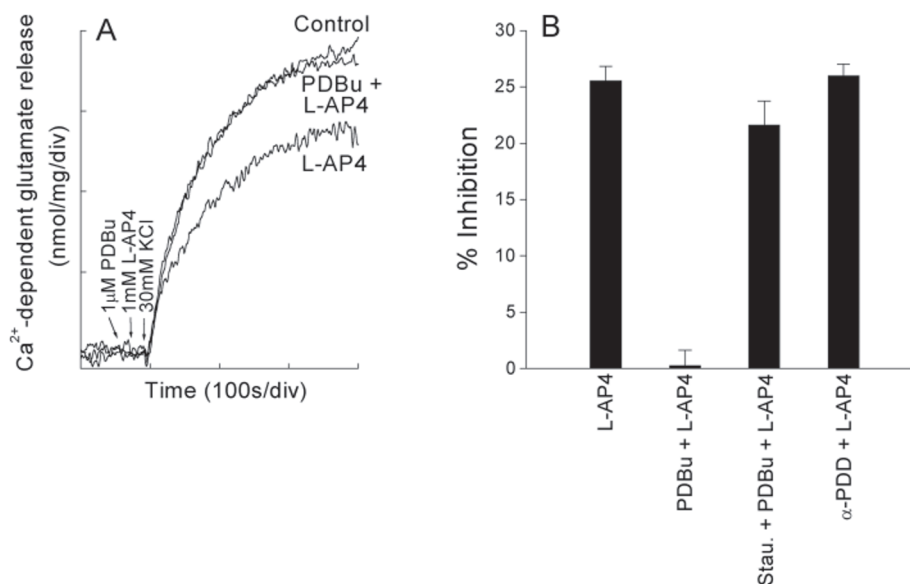 A
Control
PDBu +
L-AP4
L-AP4
1μM PDBu
1mM L-AP4
30mM KCl
Ca²⁺-dependent glutamate release
(nmol/mg/div)
Time (100s/div)
B
% Inhibition
30
25
20
15
10
5
0
L-AP4
PDBu + L-AP4
Stau. + PDBu + L-AP4
α-PDD + L-AP4